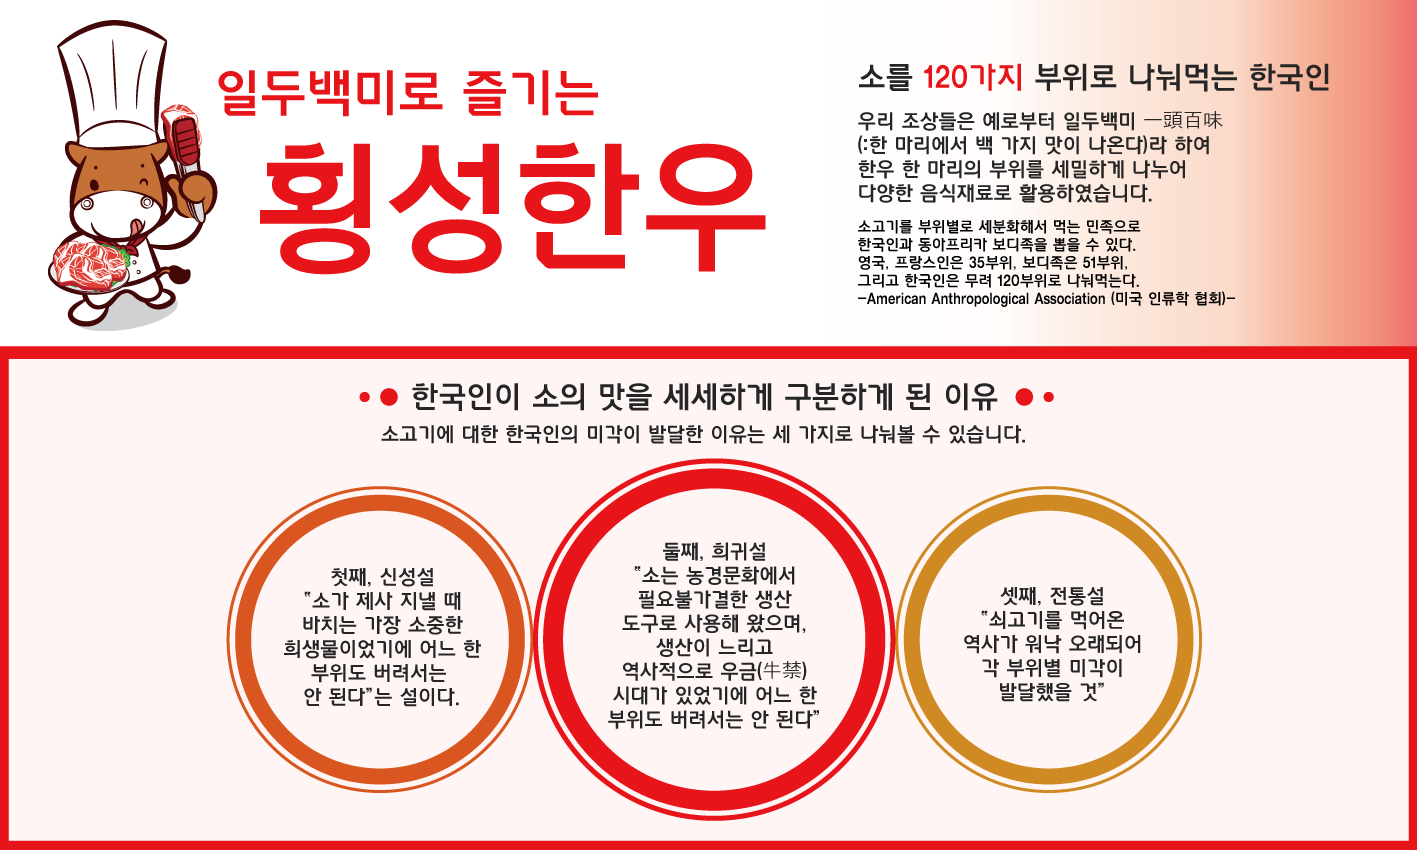 일두백미로 즐기는
횡성한우
소를 120가지 부위로 나눠먹는 한국인
우리 조상들은 예로부터 일두백미 一頭百味
(:한 마리에서 백 가지 맛이 나온다)라 하여
한우 한 마리의 부위를 세밀하게 나누어
다양한 음식재료로 활용하였습니다.
소고기를 부위별로 세분화해서 먹는 민족으로
한국인과 동아프리카 보디족을 뽑을 수 있다.
영국, 프랑스인은 35부위, 보디족은 51부위,
그리고 한국인은 무려 120부위로 나눠먹는다.
-American Anthropological Association (미국 인류학 협회)-
한국인이 소의 맛을 세세하게 구분하게 된 이유
소고기에 대한 한국인의 미각이 발달한 이유는 세 가지로 나눠볼 수 있습니다.
첫째, 신성설
"소가 제사 지낼 때
바치는 가장 소중한
희생물이었기에 어느 한
부위도 버려서는
안 된다"는 설이다.
둘째, 희귀설
"소는 농경문화에서
필요불가결한 생산
도구로 사용해 왔으며,
생산이 느리고
역사적으로 우금(牛禁)
시대가 있었기에 어느 한
부위도 버려서는 안 된다"
셋째, 전통설
"쇠고기를 먹어온
역사가 워낙 오래되어
각 부위별 미각이
발달했을 것"